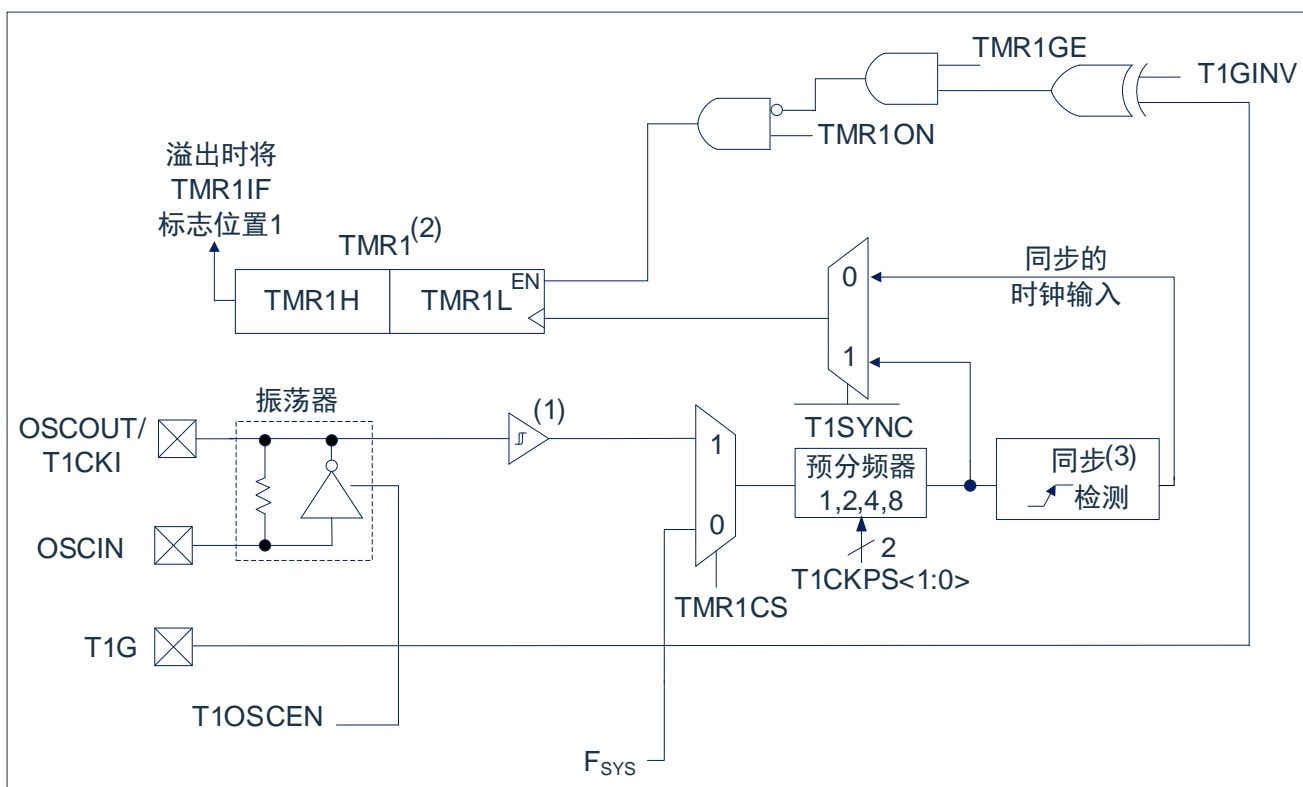 TMR1GE
T1GINV
TMR1ON
溢出时将
TMR1IF
标志位置1
TMR1(2)
EN
TMR1H
TMR1L
0
1
同步的
时钟输入
T1SYNC
振荡器
(1)
OSCOUT/
T1CKI
1
0
预分频器
1,2,4,8
同步(3)
检测
OSCIN
2
T1CKPS<1:0>
TMR1CS
T1G
T1OSCEN
FSYS